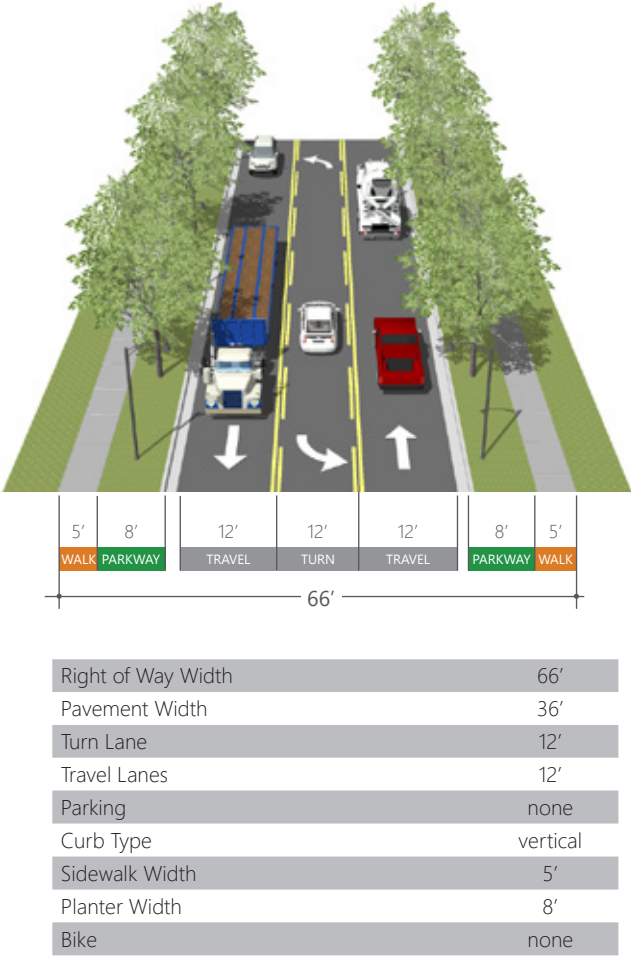 5’ 8’ 12’ 12’ 12’ 8’ 5’
WALK PARKWAY TRAVEL TURN TRAVEL PARKWAY WALK
66’
Right of Way Width 66’
Pavement Width 36’
Turn Lane 12’
Travel Lanes 12’
Parking none
Curb Type vertical
Sidewalk Width 5’
Planter Width 8’
Bike none